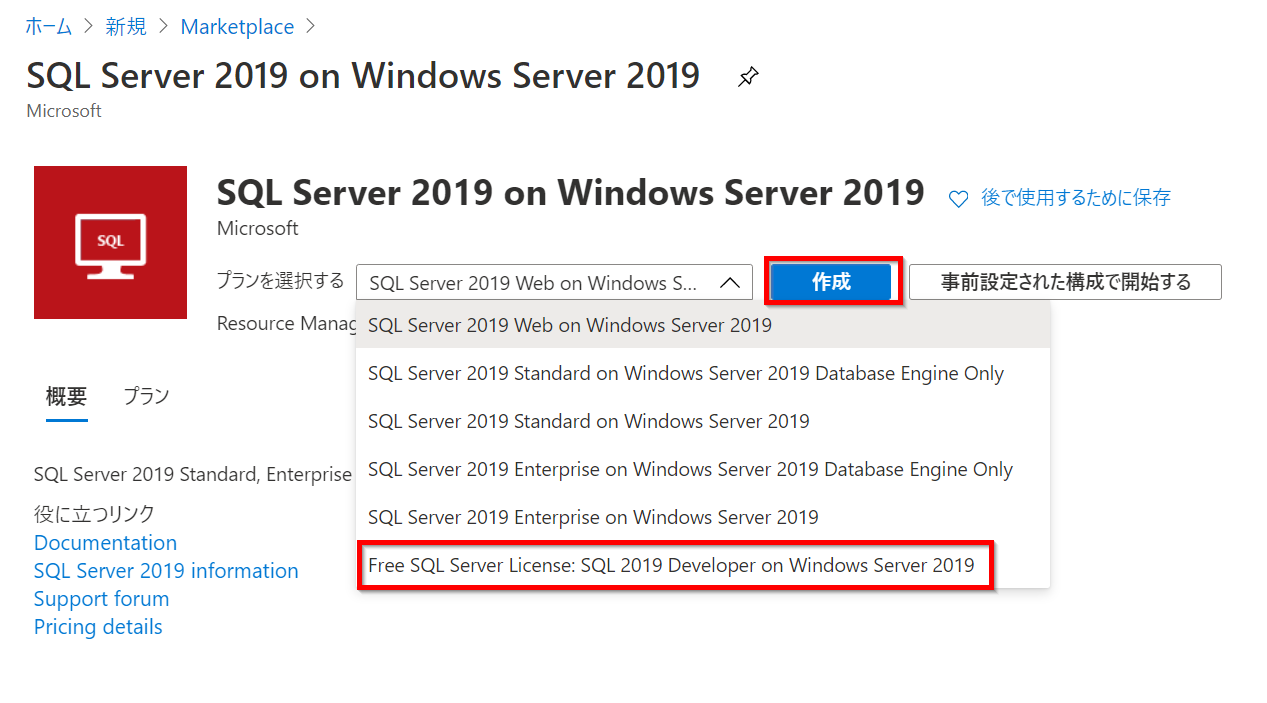 ホーム > 新規 > Marketplace >
SQL Server 2019 on Windows Server 2019
Microsoft
SQL
SQL Server 2019 on Windows Server 2019
後で使用するために保存
Microsoft
プランを選択する
SQL Server 2019 Web on Windows S...
作成
事前設定された構成で開始する
Resource Manag
SQL Server 2019 Web on Windows Server 2019
SQL Server 2019 Standard on Windows Server 2019 Database Engine Only
SQL Server 2019 Standard on Windows Server 2019
SQL Server 2019 Enterprise on Windows Server 2019 Database Engine Only
SQL Server 2019 Enterprise on Windows Server 2019
Free SQL Server License: SQL 2019 Developer on Windows Server 2019
概要
プラン
SQL Server 2019 Standard, Enterprise
役に立つリンク
Documentation
SQL Server 2019 information
Support forum
Pricing details